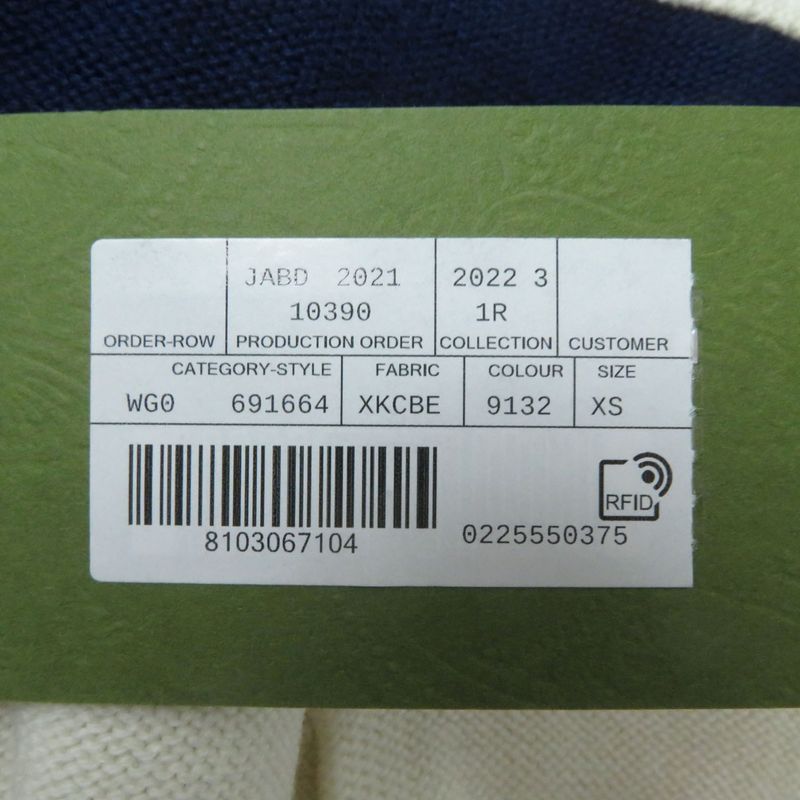 JABD 2021 2022 3
10390 1R
ORDER-ROW PRODUCTION ORDER COLLECTION CUSTOMER
CATEGORY-STYLE FABRIC COLOUR SIZE
WG0 691664 XKCBE 9132 XS
RFID
8103067104 0225550375